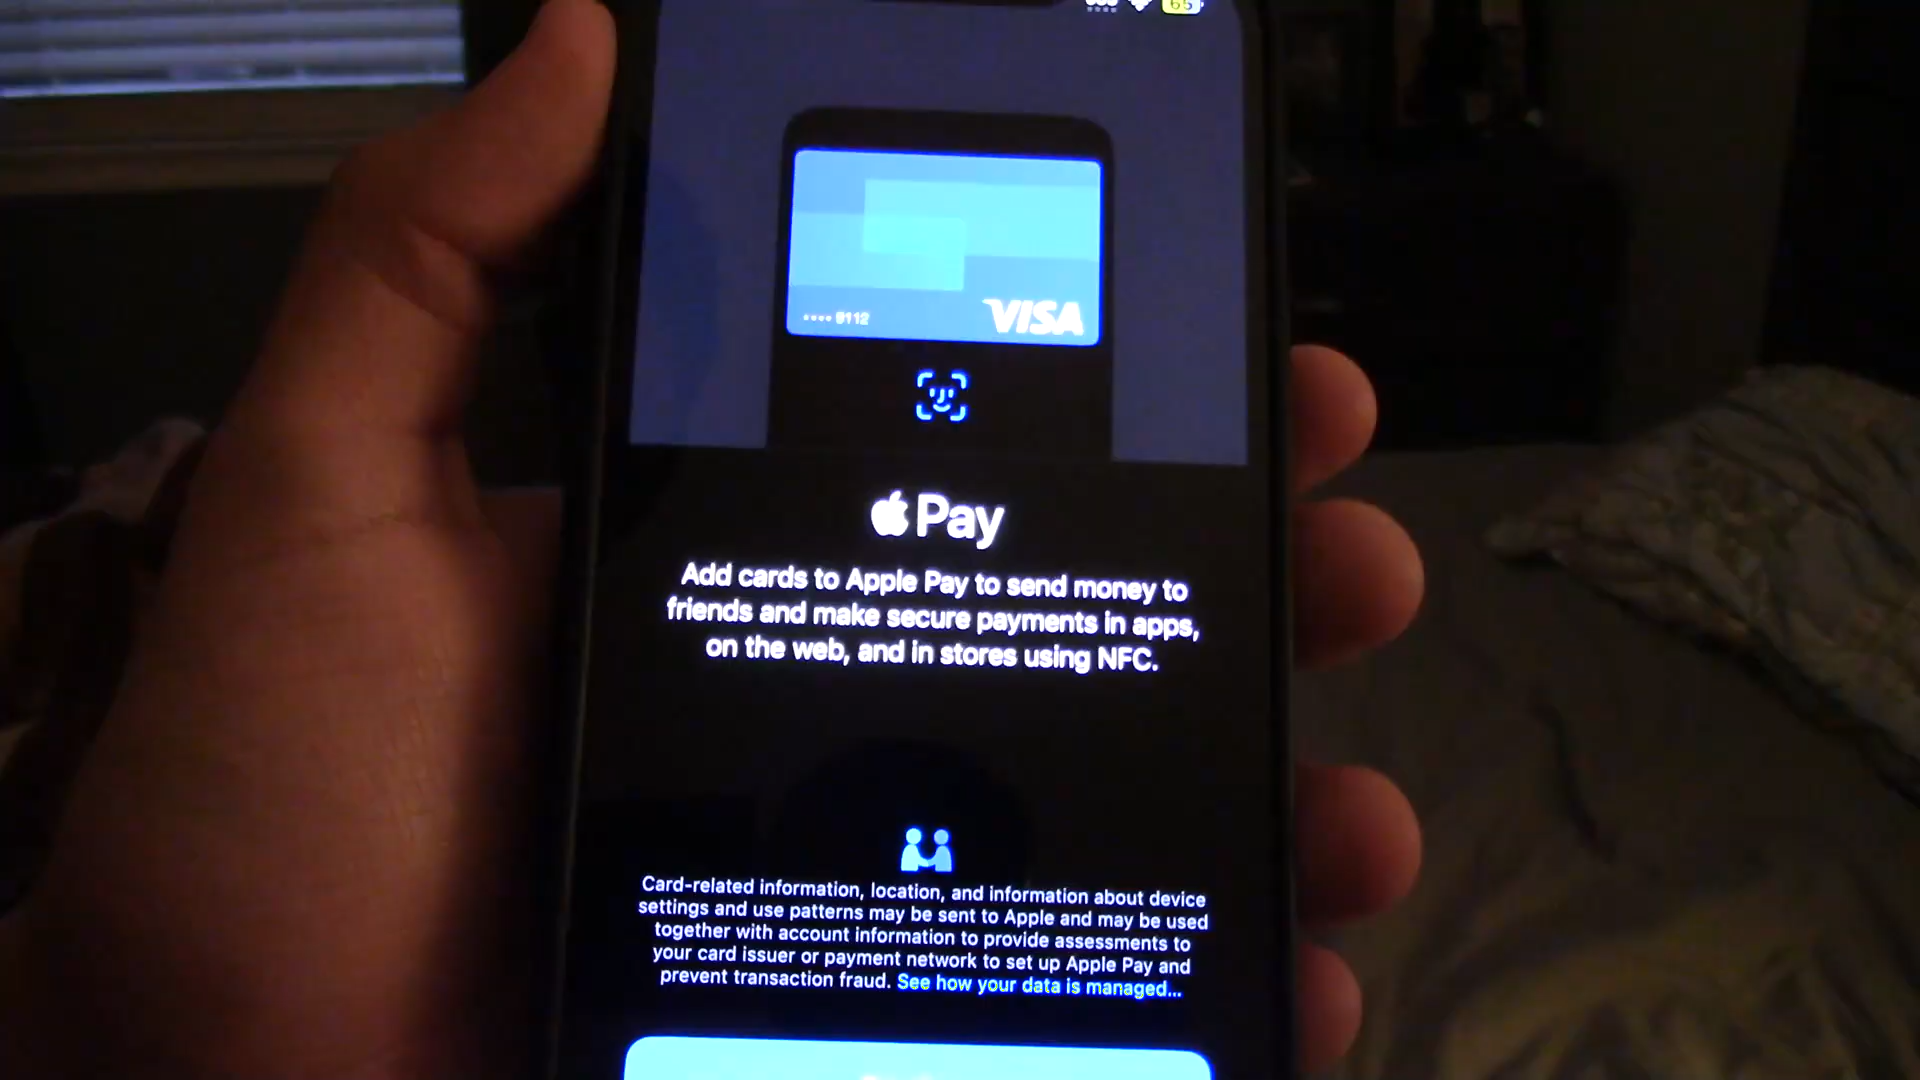 65
•••• 9112
VISA
Pay
Add cards to Apple Pay to send money to
friends and make secure payments in apps,
on the web, and in stores using NFC.
Card-related information, location, and information about device
settings and use patterns may be sent to Apple and may be used
together with account information to provide assessments to
your card issuer or payment network to set up Apple Pay and
prevent transaction fraud. See how your data is managed...